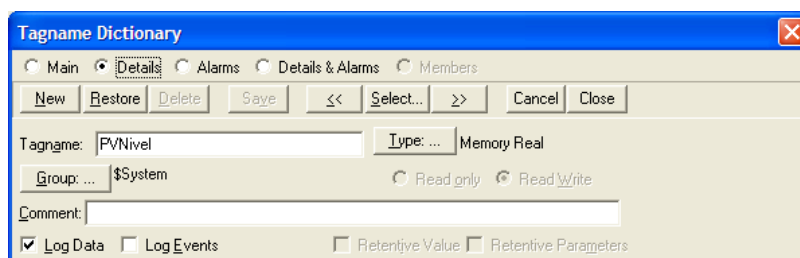 Tagname Dictionary
Main Details Alarms Details & Alarms Members
New Restore Delete Save << Select... >> Cancel Close
Tagname: PVNivel Type: ... Memory Real
Group: ... $System Read only Read Write
Comment:
Log Data Log Events Retentive Value Retentive Parameters